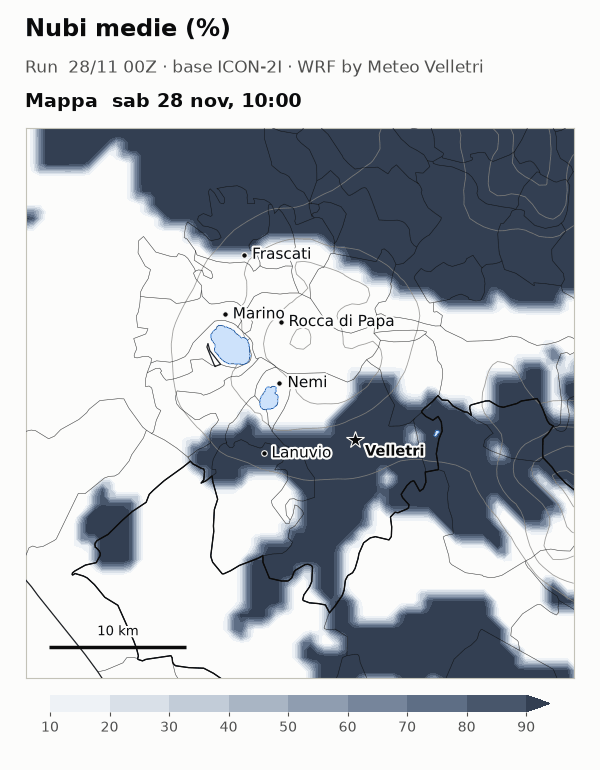 Nubi medie (%)
Run  28/11 00Z · base ICON-2I · WRF by Meteo Velletri
Mappa  sab 28 nov, 10:00
Frascati
Marino
Rocca di Papa
Nemi
Velletri
Lanuvio
10 km
10 20 30 40 50 60 70 80 90